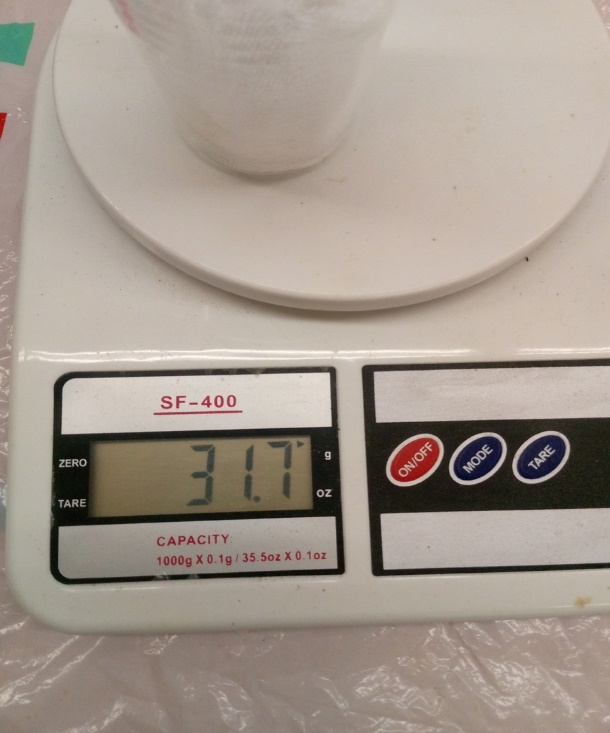 SF-400
ZERO
TARE
31.7
g
oz
CAPACITY:
1000g X 0.1g / 35.5oz X 0.1oz
ON/OFF
MODE
TARE